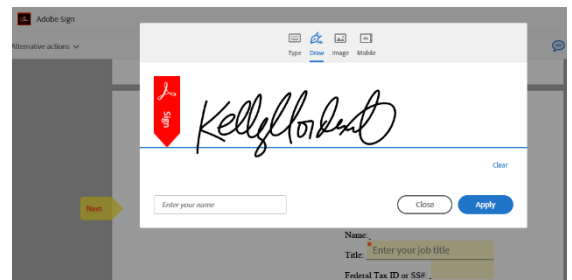 Adobe Sign
Alternative actions
Type Draw Image Mobile
Sign
Kelly
Clear
Next
Enter your name
Close Apply
Name:
Title: * Enter your job title
Federal Tax ID or SS#: